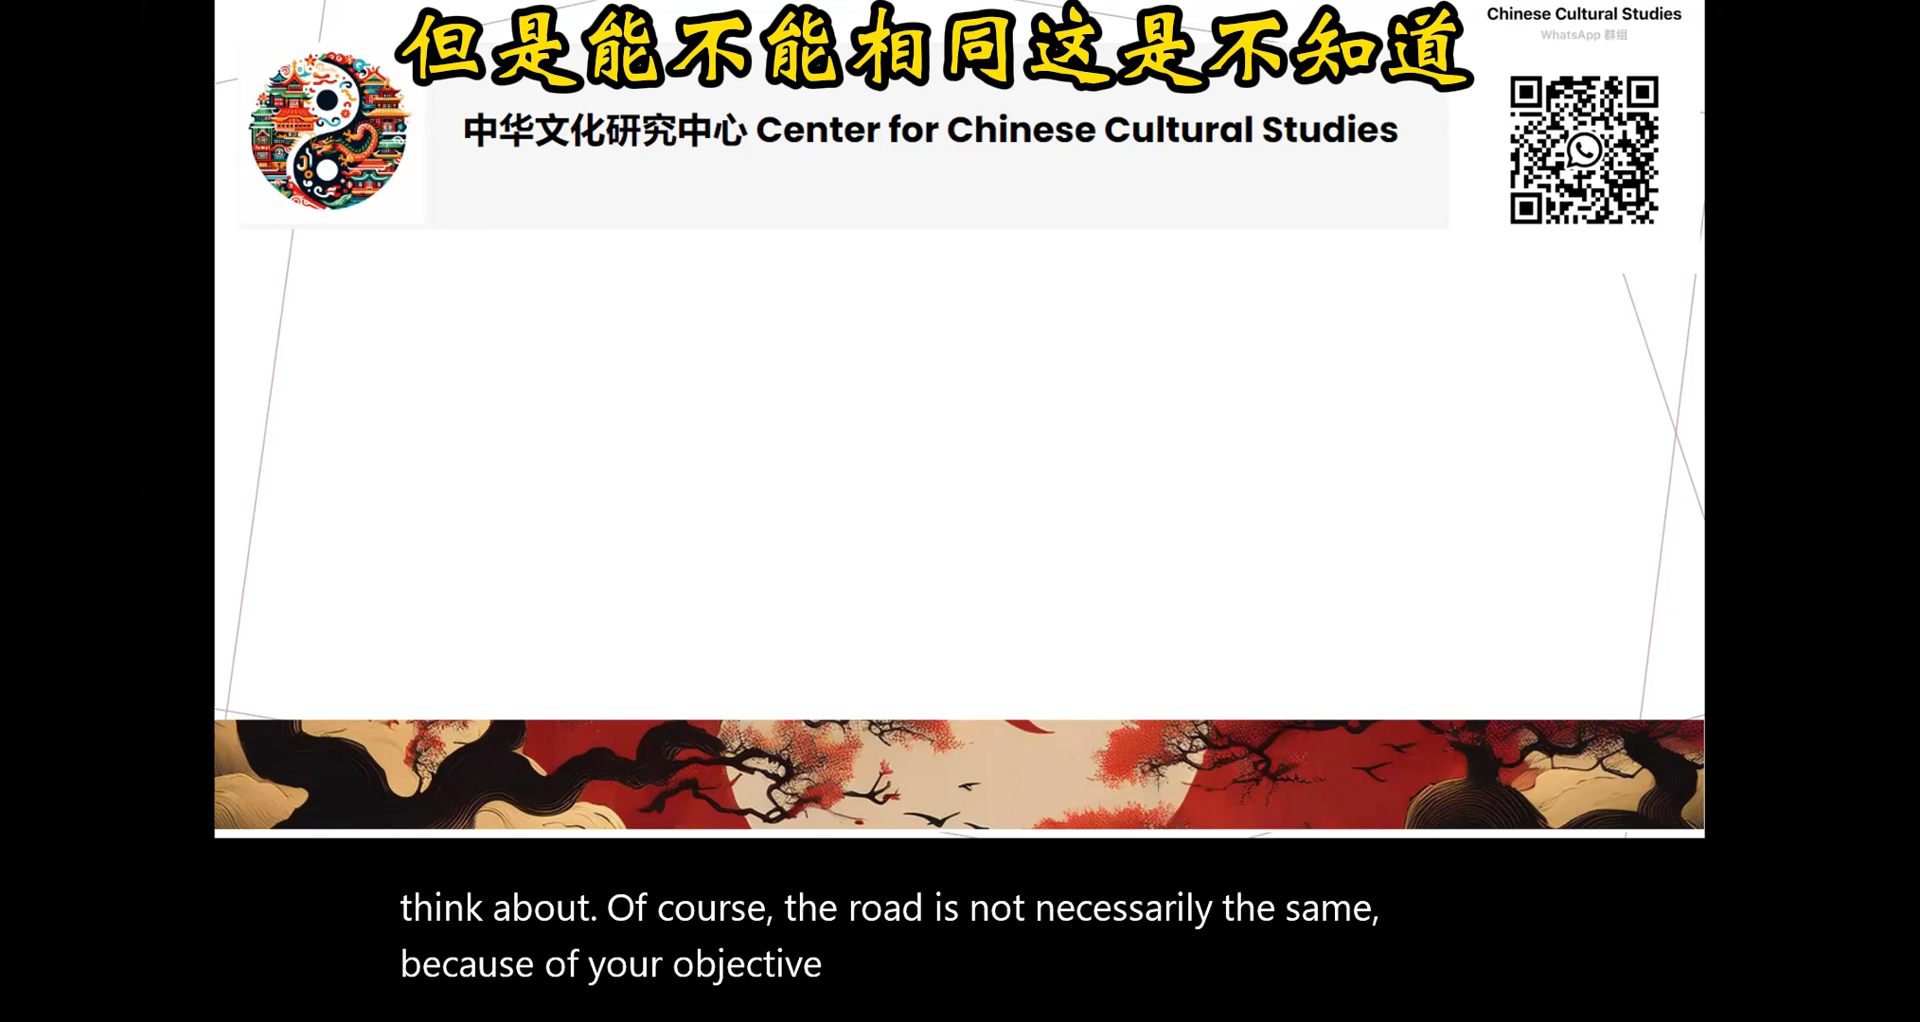 但是能不能相同这是不知道
Chinese Cultural Studies
WhatsApp 群组
中华文化研究中心 Center for Chinese Cultural Studies
think about. Of course, the road is not necessarily the same,
because of your objective